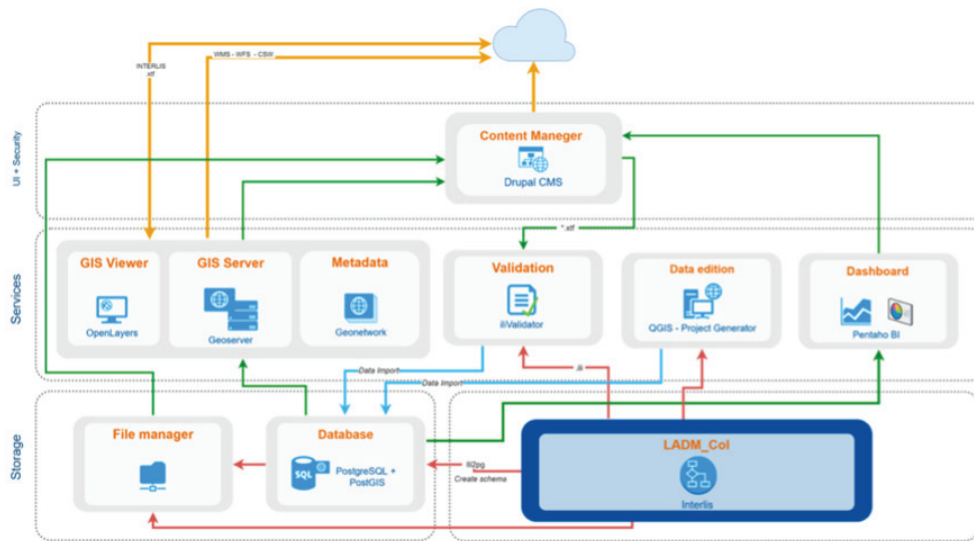 INTERLIS
.xtf
WMS - WFS - CSW
UI + Security
Content Maneger
Drupal CMS
*.xtf
Services
GIS Viewer
OpenLayers
GIS Server
Geoserver
Metadata
Geonetwork
Validation
iliValidator
Data edition
QGIS - Project Generator
Dashboard
Pentaho BI
Data Import
Data Import
.ili
Storage
File manager
Database
SQL
PostgreSQL +
PostGIS
Ili2pg
Create schema
LADM_Col
Interlis